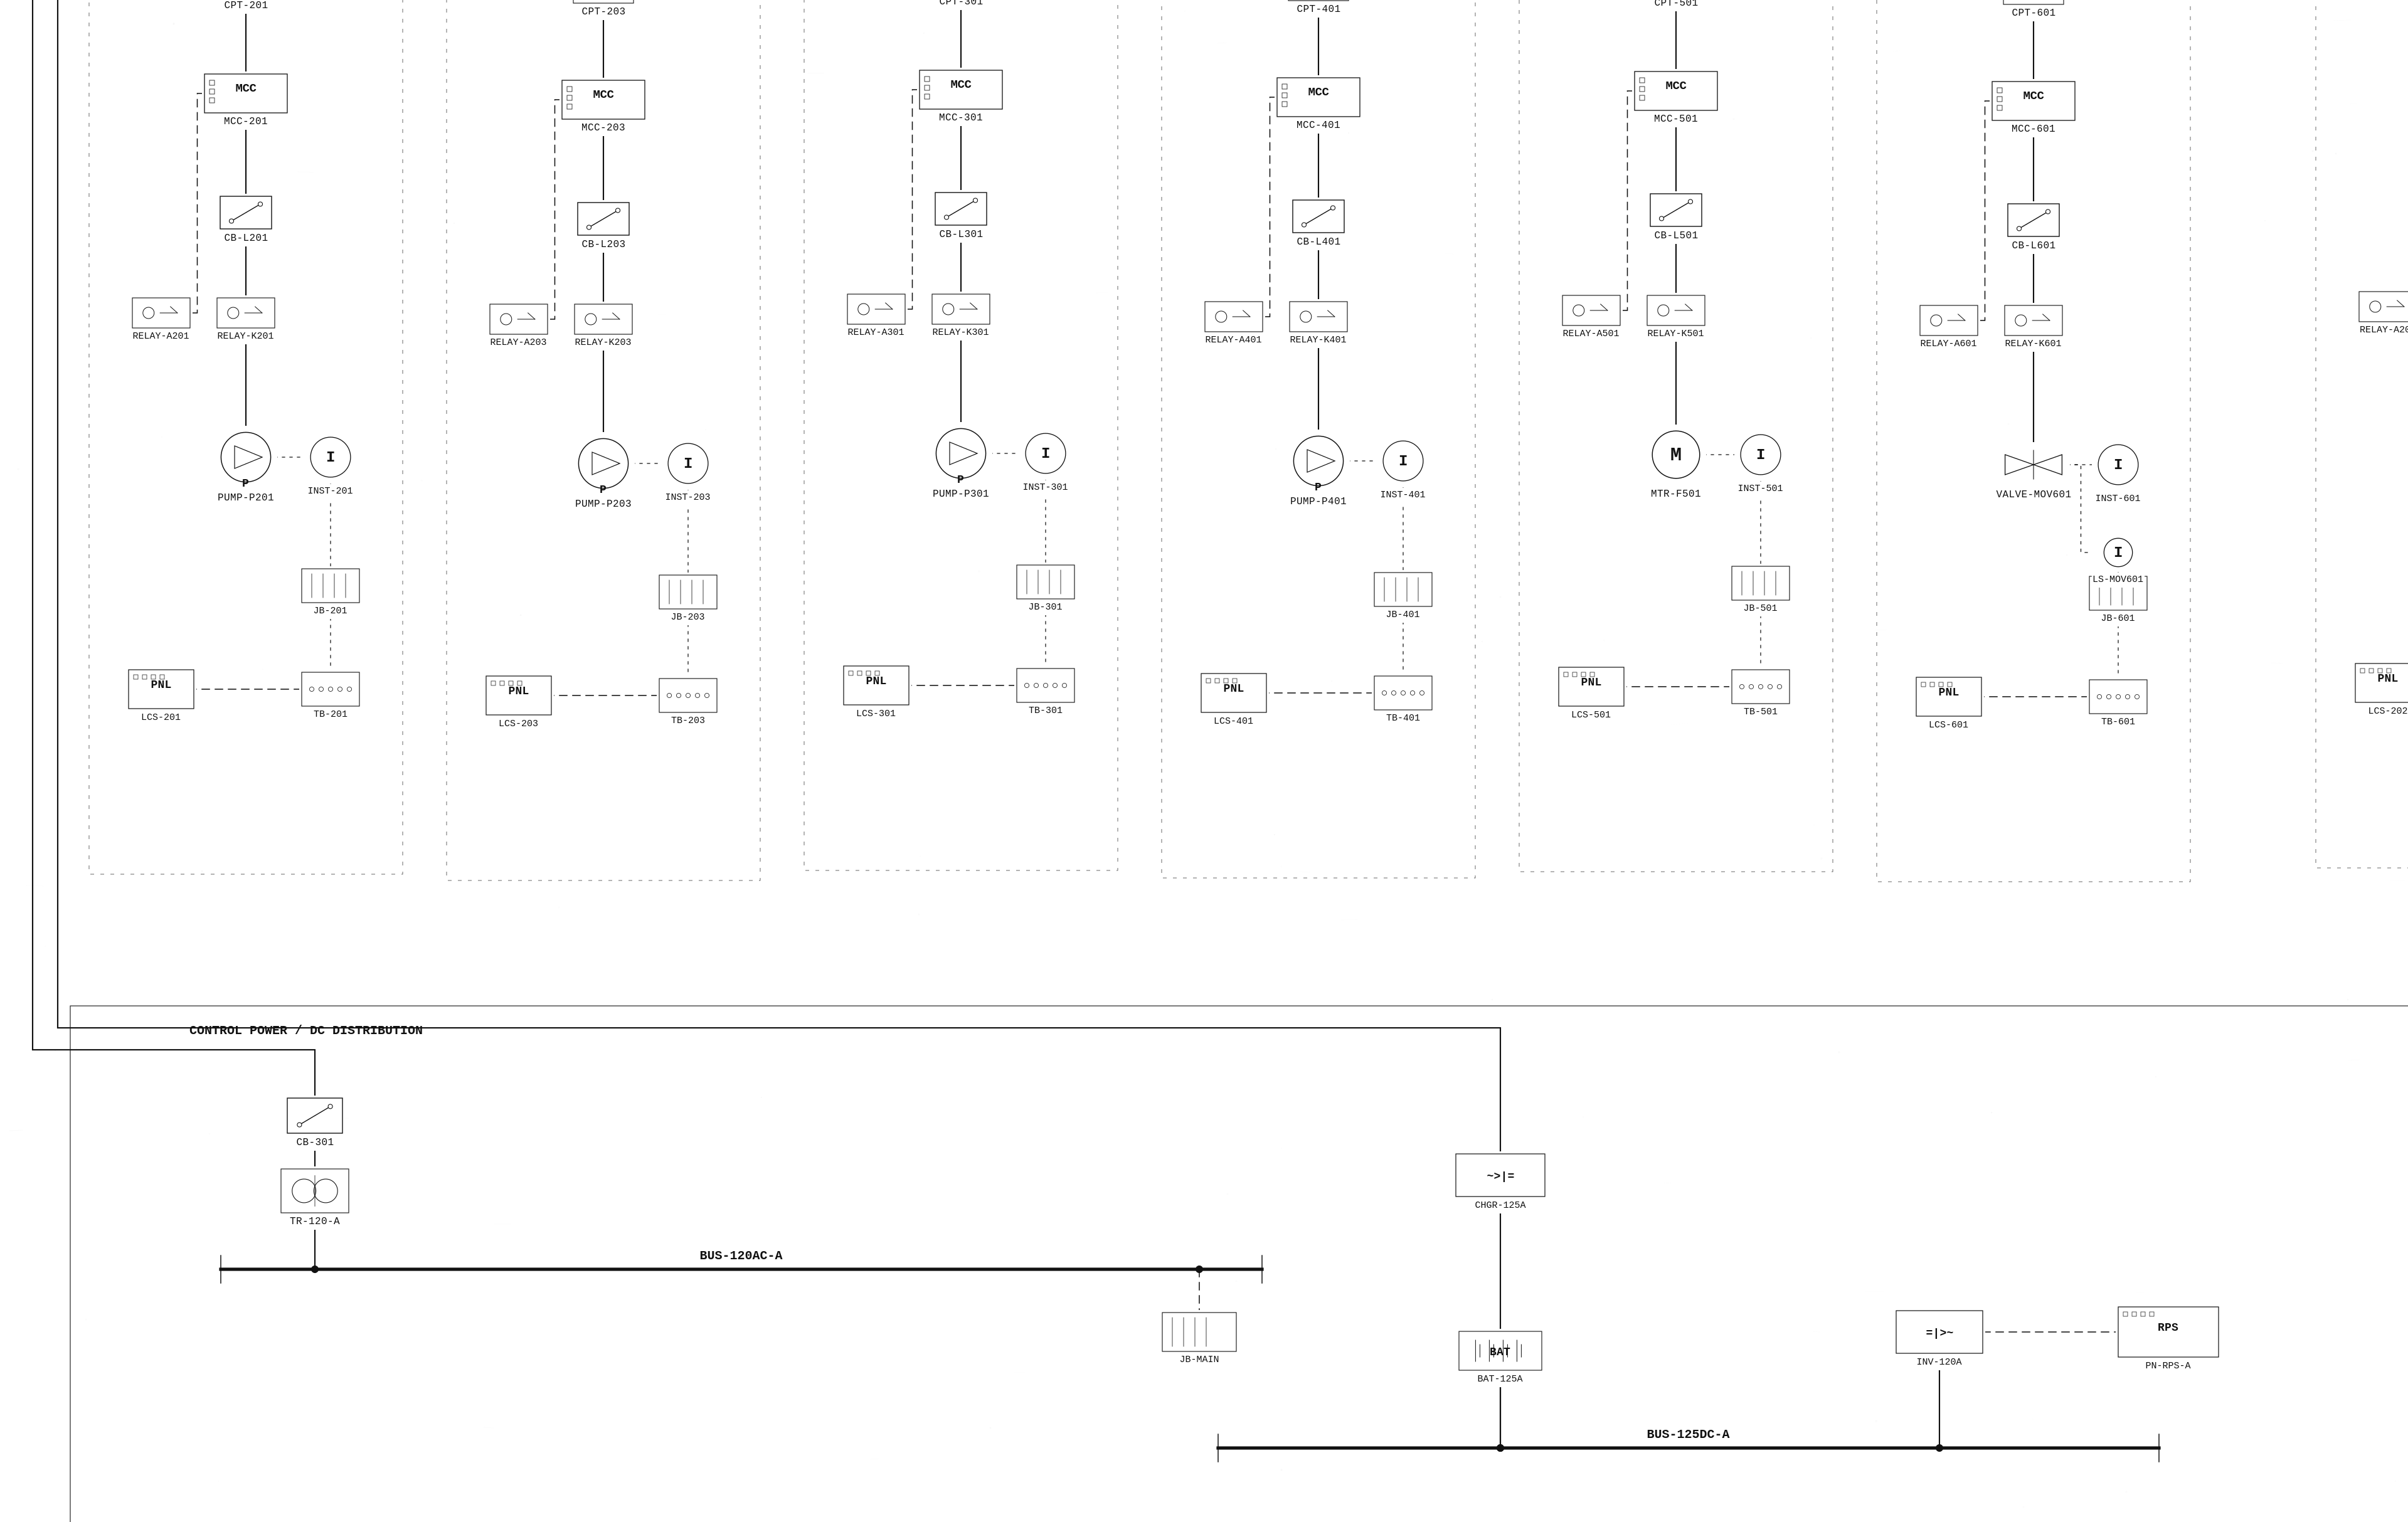 CPT-201
CPT-203
CPT-301
CPT-401
CPT-501
CPT-601
MCC
MCC
MCC
MCC
MCC
MCC
MCC-201
MCC-203
MCC-301
MCC-401
MCC-501
MCC-601
CB-L201
CB-L203
CB-L301
CB-L401
CB-L501
CB-L601
RELAY-A201
RELAY-K201
RELAY-A203
RELAY-K203
RELAY-A301
RELAY-K301
RELAY-A401
RELAY-K401
RELAY-A501
RELAY-K501
RELAY-A601
RELAY-K601
RELAY-A20
P
I
P
I
P
I
P
I
M
I
I
PUMP-P201
INST-201
PUMP-P203
INST-203
PUMP-P301
INST-301
PUMP-P401
INST-401
MTR-F501
INST-501
VALVE-MOV601
INST-601
I
LS-MOV601
JB-201
JB-203
JB-301
JB-401
JB-501
JB-601
PNL
PNL
PNL
PNL
PNL
PNL
PNL
LCS-201
TB-201
LCS-203
TB-203
LCS-301
TB-301
LCS-401
TB-401
LCS-501
TB-501
LCS-601
TB-601
LCS-202
CONTROL POWER / DC DISTRIBUTION
CB-301
TR-120-A
~>|=
CHGR-125A
BUS-120AC-A
JB-MAIN
BAT
BAT-125A
=|>~
INV-120A
RPS
PN-RPS-A
BUS-125DC-A